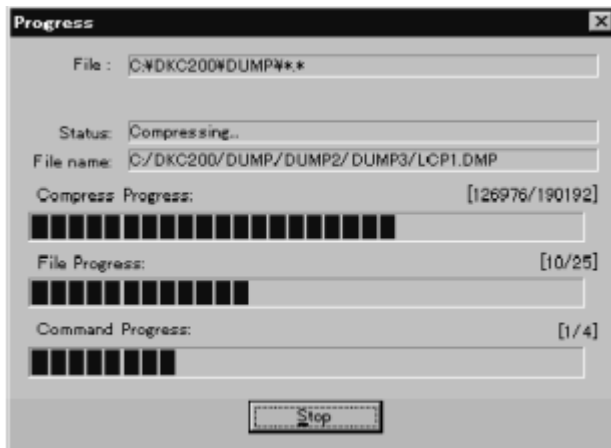 Progress
File : C:¥DKC200¥DUMP¥*.*
Status: Compressing..
File name: C:/DKC200/DUMP/DUMP2/DUMP3/LCP1.DMP
Compress Progress: [126976/190192]
File Progress: [10/25]
Command Progress: [1/4]
Stop